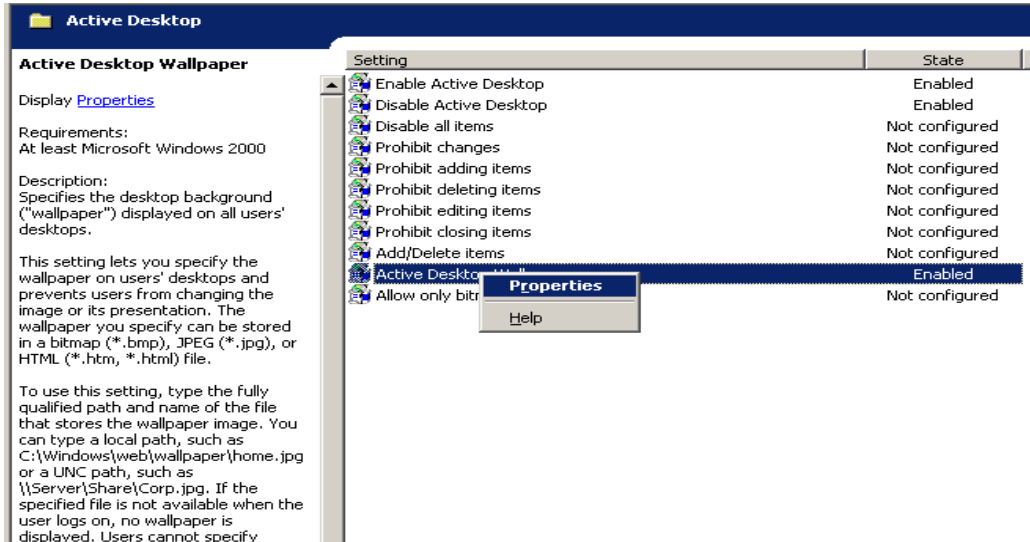 Active Desktop
Active Desktop Wallpaper
Display Properties
Requirements:
At least Microsoft Windows 2000
Description:
Specifies the desktop background
("wallpaper") displayed on all users'
desktops.
This setting lets you specify the
wallpaper on users' desktops and
prevents users from changing the
image or its presentation. The
wallpaper you specify can be stored
in a bitmap (*.bmp), JPEG (*.jpg), or
HTML (*.htm, *.html) file.
To use this setting, type the fully
qualified path and name of the file
that stores the wallpaper image. You
can type a local path, such as
C:\Windows\web\wallpaper\home.jpg
or a UNC path, such as
\\Server\Share\Corp.jpg. If the
specified file is not available when the
user logs on, no wallpaper is
displayed. Users cannot specify
Setting State
Enable Active Desktop Enabled
Disable Active Desktop Enabled
Disable all items Not configured
Prohibit changes Not configured
Prohibit adding items Not configured
Prohibit deleting items Not configured
Prohibit editing items Not configured
Prohibit closing items Not configured
Add/Delete items Not configured
Active Enabled
Allow only Not configured
Properties
Help